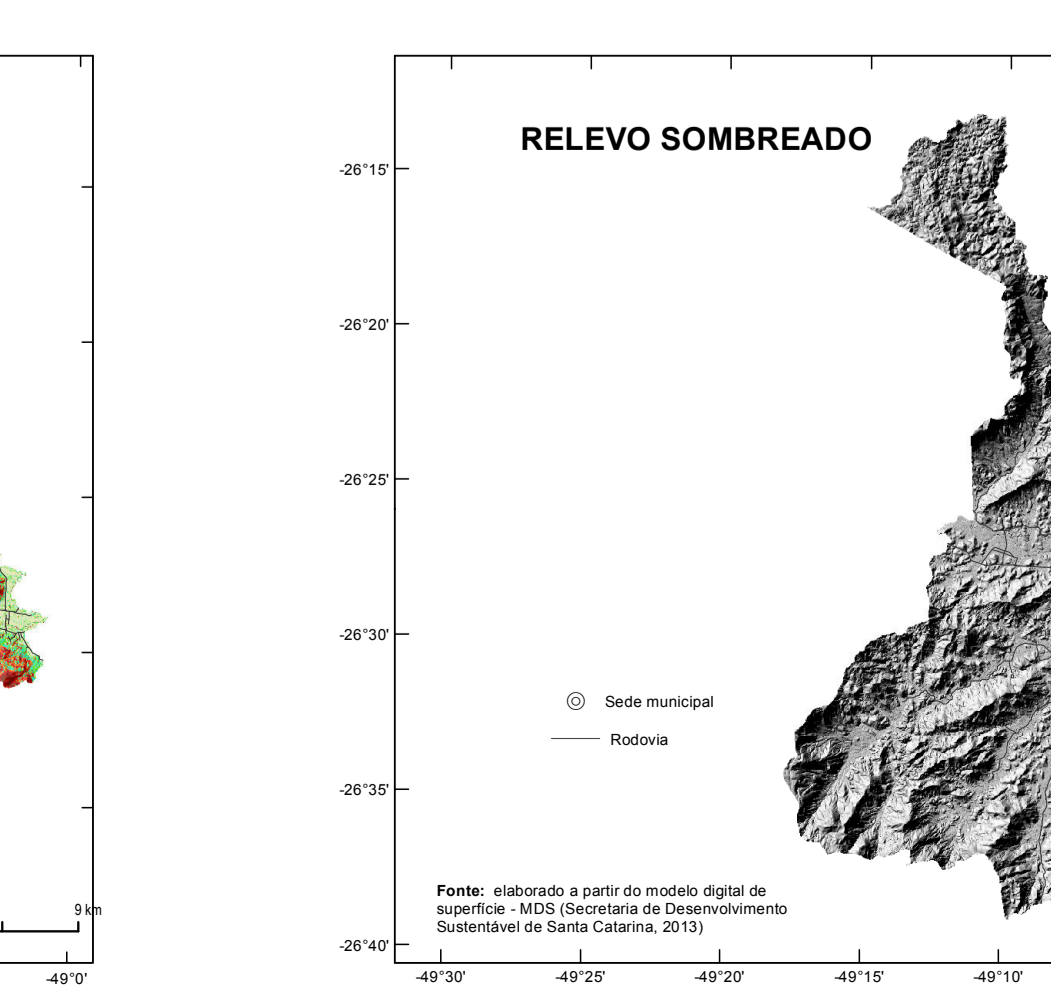 9 km
-49°0'
RELEVO SOMBREADO
-26°15'
-26°20'
-26°25'
-26°30'
-26°35'
-26°40'
Sede municipal
Rodovia
Fonte: elaborado a partir do modelo digital de
superfície - MDS (Secretaria de Desenvolvimento
Sustentável de Santa Catarina, 2013)
-49°30'
-49°25'
-49°20'
-49°15'
-49°10'